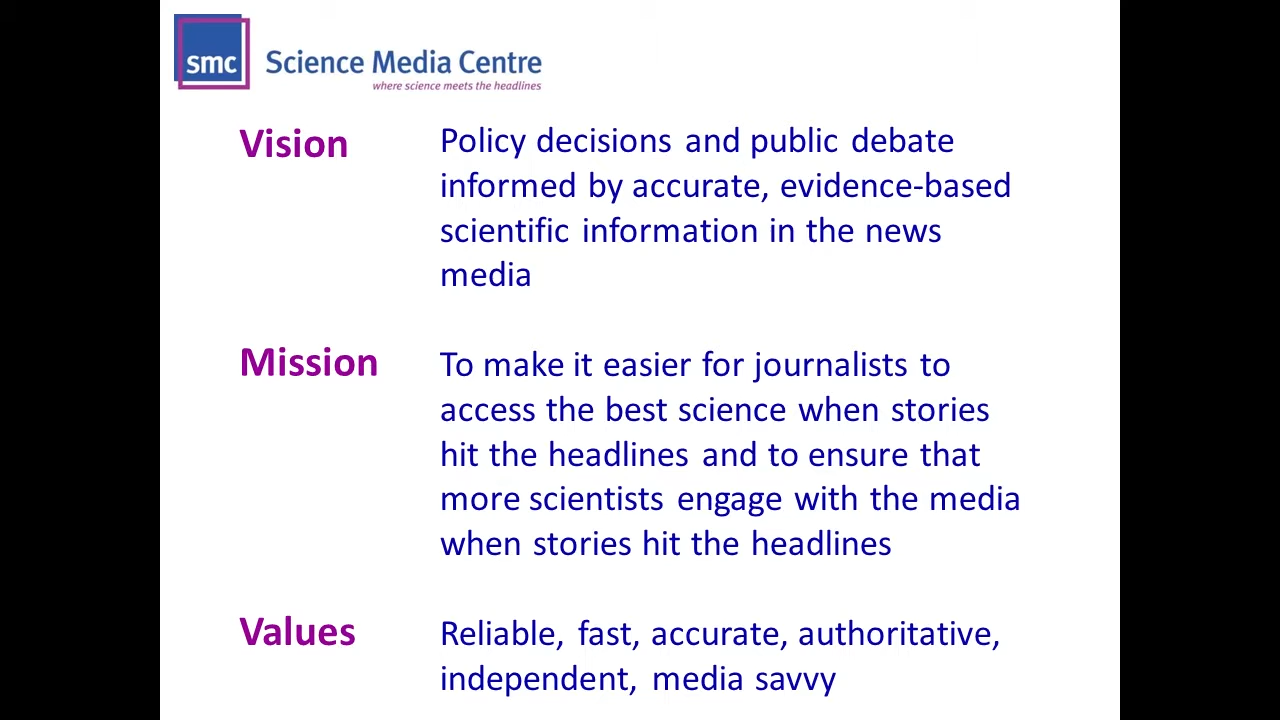 smc
Science Media Centre
where science meets the headlines
Vision
Policy decisions and public debate
informed by accurate, evidence-based
scientific information in the news
media
Mission
To make it easier for journalists to
access the best science when stories
hit the headlines and to ensure that
more scientists engage with the media
when stories hit the headlines
Values
Reliable, fast, accurate, authoritative,
independent, media savvy